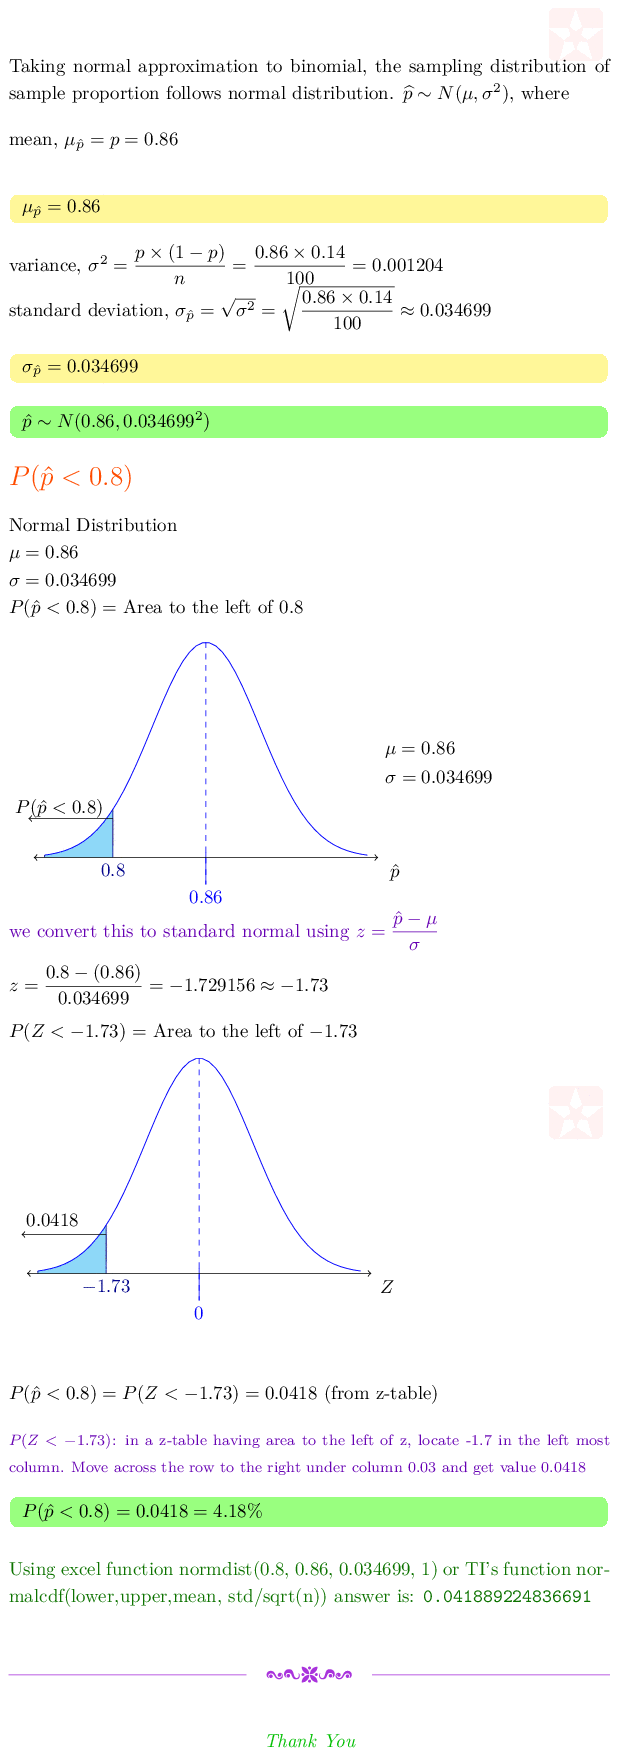 Taking normal approximation to binomial, the sampling distribution of
sample proportion follows normal distribution. p̂ ∼ N(μ, σ²), where
mean, μ_p̂ = p = 0.86
μ_p̂ = 0.86
variance, σ² = p × (1 − p) / n = 0.86 × 0.14 / 100 = 0.001204
standard deviation, σ_p̂ = √σ² = √(0.86 × 0.14 / 100) ≈ 0.034699
σ_p̂ = 0.034699
p̂ ∼ N(0.86, 0.034699²)
P(p̂ < 0.8)
Normal Distribution
μ = 0.86
σ = 0.034699
P(p̂ < 0.8) = Area to the left of 0.8
μ = 0.86
σ = 0.034699
P(p̂ < 0.8)
0.8
p̂
0.86
we convert this to standard normal using z = (p̂ − μ) / σ
z = (0.8 − (0.86)) / 0.034699 = −1.729156 ≈ −1.73
P(Z < −1.73) = Area to the left of −1.73
0.0418
−1.73
Z
0
P(p̂ < 0.8) = P(Z < −1.73) = 0.0418 (from z-table)
P(Z < −1.73): in a z-table having area to the left of z, locate -1.7 in the left most
column. Move across the row to the right under column 0.03 and get value 0.0418
P(p̂ < 0.8) = 0.0418 = 4.18%
Using excel function normdist(0.8, 0.86, 0.034699, 1) or TI's function nor-
malcdf(lower,upper,mean, std/sqrt(n)) answer is: 0.041889224836691
Thank You